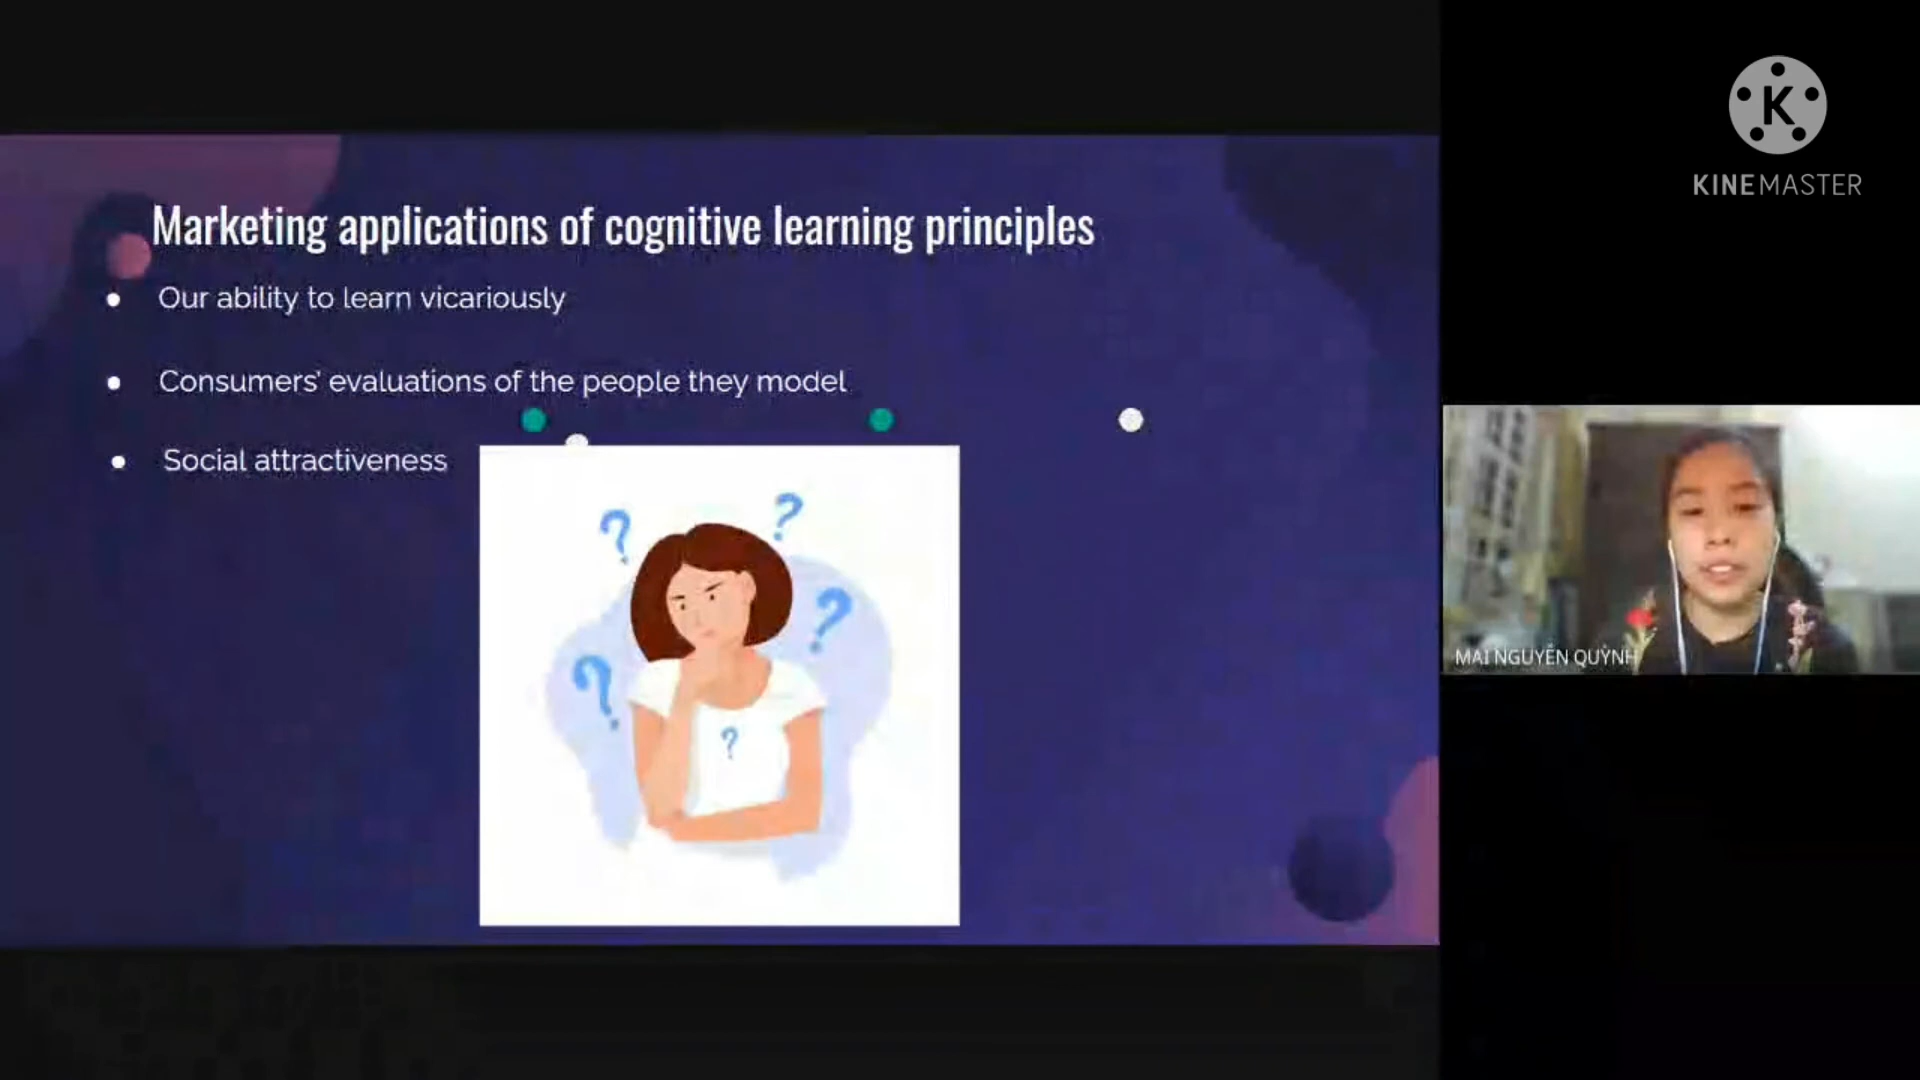 Marketing applications of cognitive learning principles
Our ability to learn vicariously
Consumers' evaluations of the people they model
Social attractiveness
? ? ? ? ?
K
KINEMASTER
MAI NGUYỄN QUỲNH